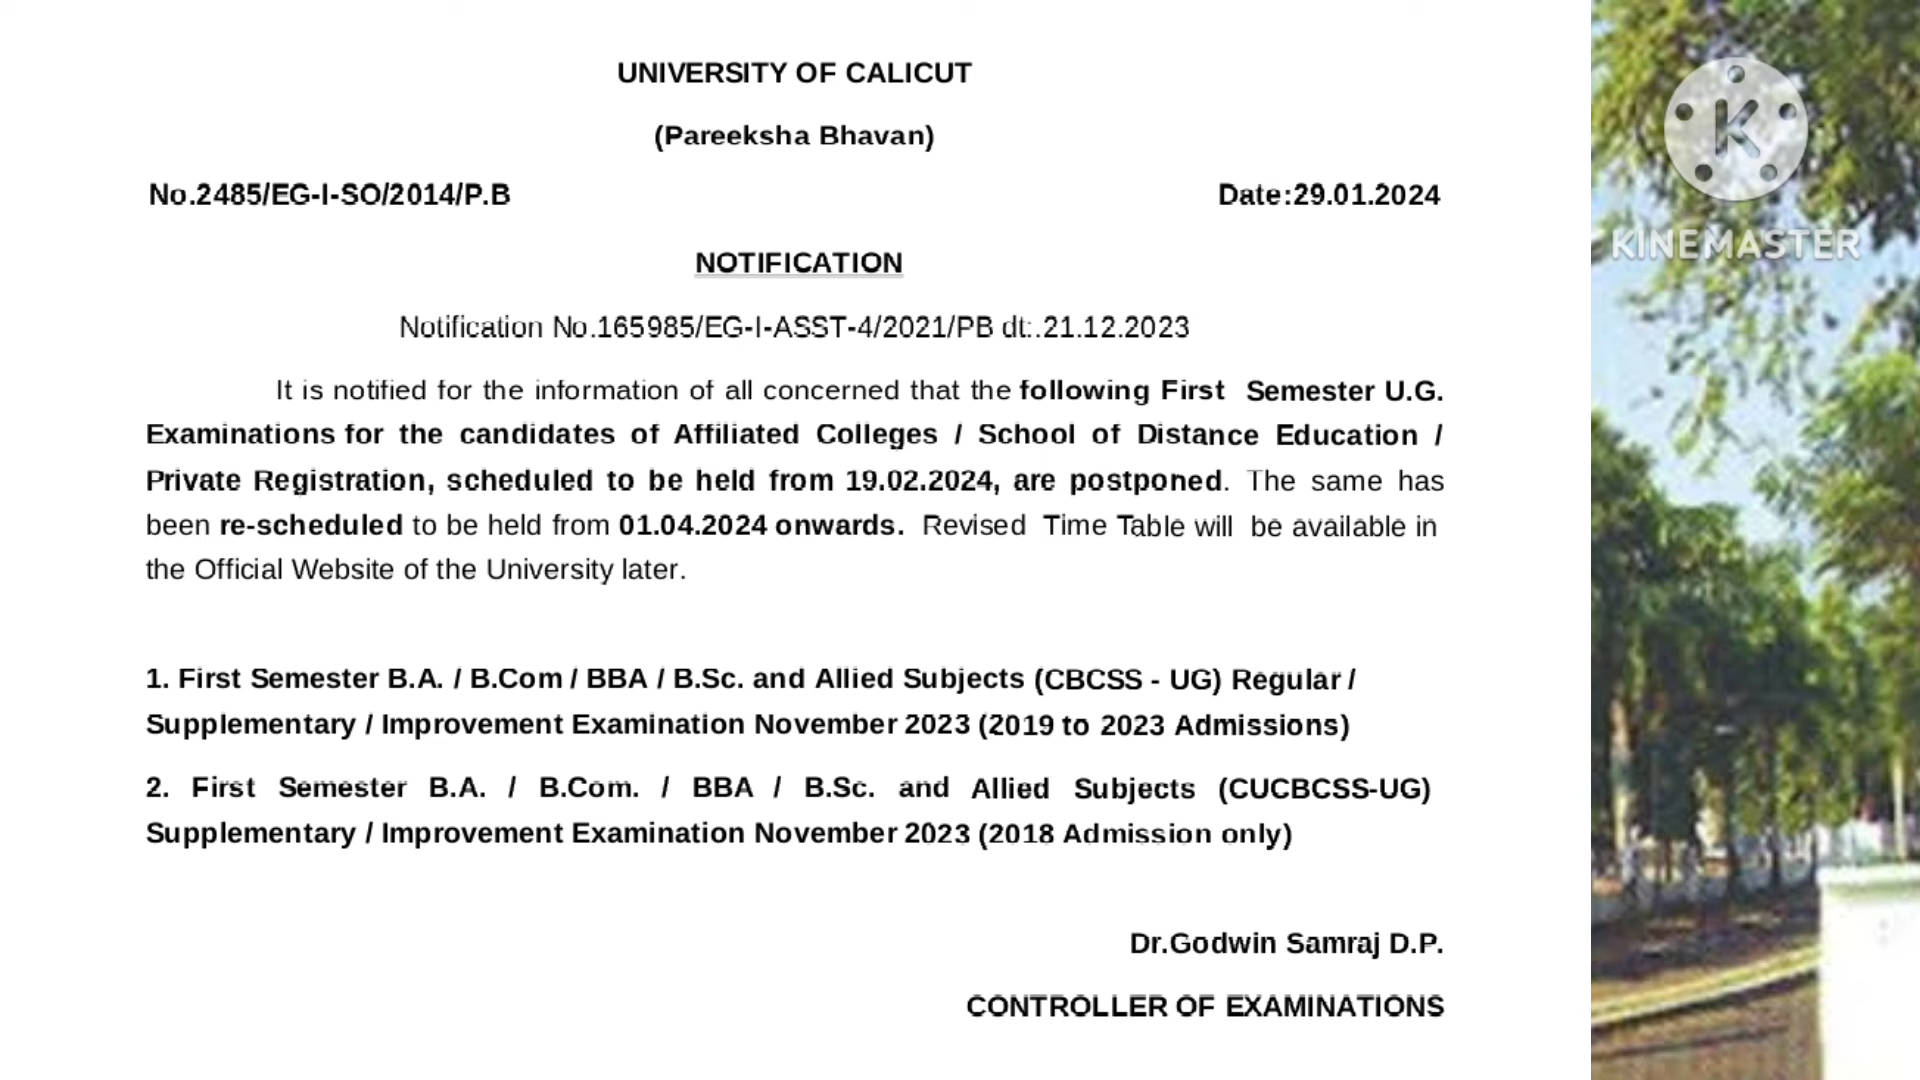 UNIVERSITY OF CALICUT
(Pareeksha Bhavan)
No.2485/EG-I-SO/2014/P.B Date:29.01.2024
NOTIFICATION
Notification No.165985/EG-I-ASST-4/2021/PB dt:.21.12.2023
It is notified for the information of all concerned that the following First Semester U.G.
Examinations for the candidates of Affiliated Colleges / School of Distance Education /
Private Registration, scheduled to be held from 19.02.2024, are postponed. The same has
been re-scheduled to be held from 01.04.2024 onwards. Revised Time Table will be available in
the Official Website of the University later.
1. First Semester B.A. / B.Com / BBA / B.Sc. and Allied Subjects (CBCSS - UG) Regular /
Supplementary / Improvement Examination November 2023 (2019 to 2023 Admissions)
2. First Semester B.A. / B.Com. / BBA / B.Sc. and Allied Subjects (CUCBCSS-UG)
Supplementary / Improvement Examination November 2023 (2018 Admission only)
Dr.Godwin Samraj D.P.
CONTROLLER OF EXAMINATIONS
K
KINEMASTER